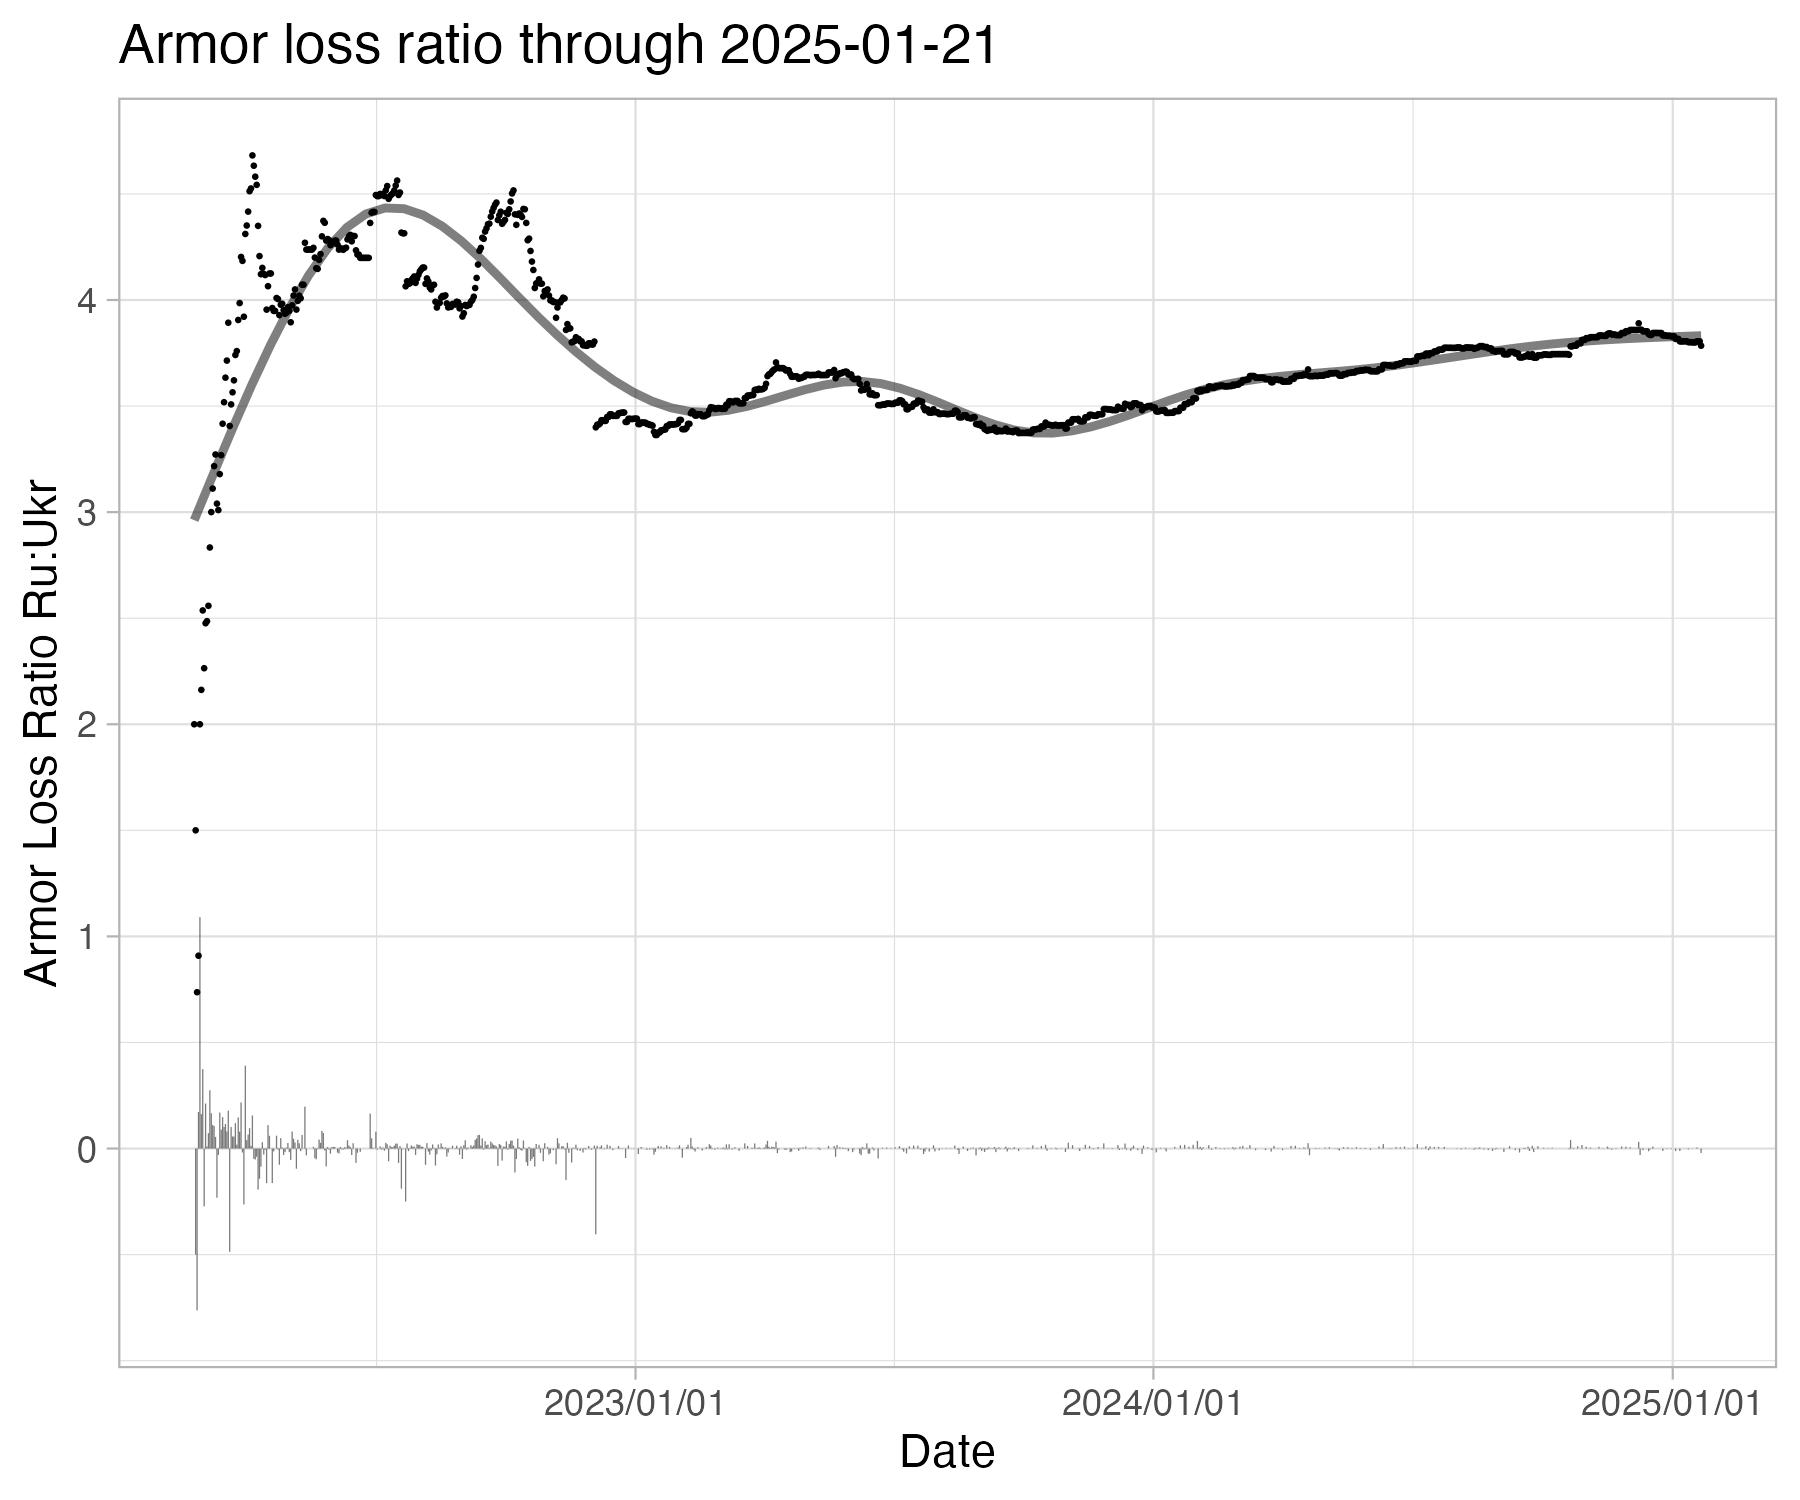 Armor loss ratio through 2025-01-21
Armor Loss Ratio Ru:Ukr
4
3
2
1
0
2023/01/01
2024/01/01
2025/01/01
Date